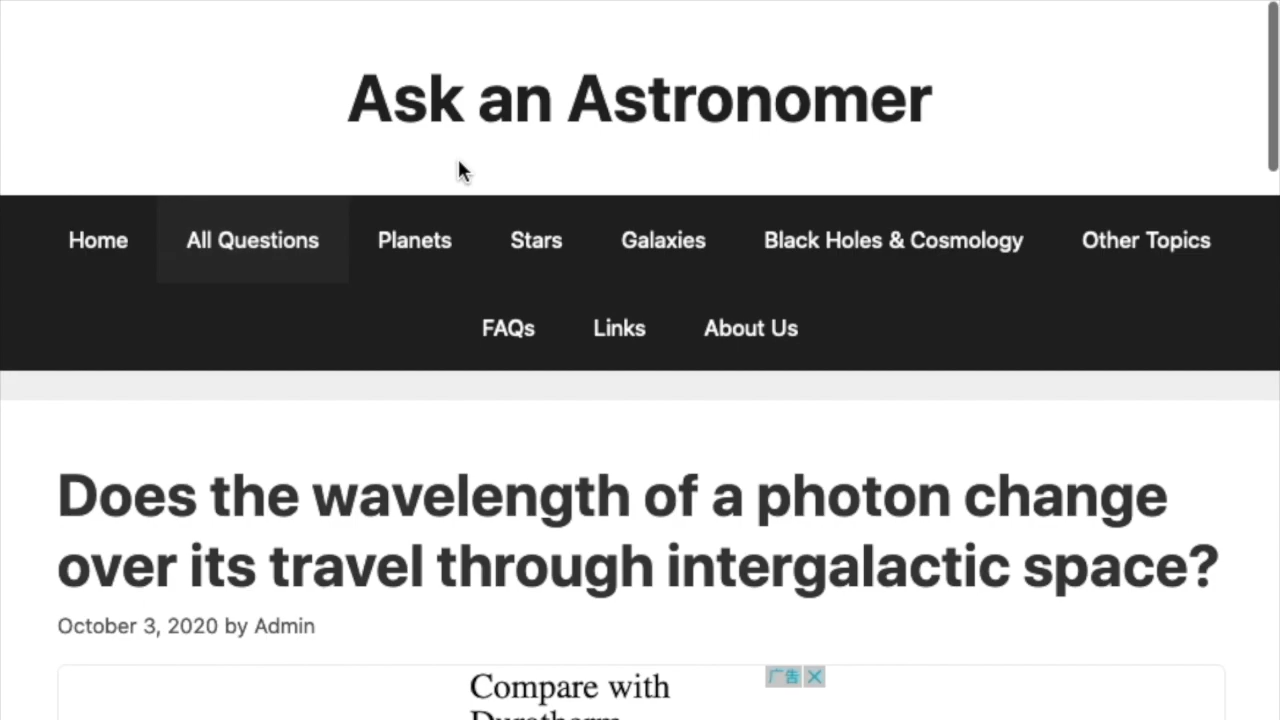 Ask an Astronomer
Home All Questions Planets Stars Galaxies Black Holes & Cosmology Other Topics
FAQs Links About Us
Does the wavelength of a photon change
over its travel through intergalactic space?
October 3, 2020 by Admin
广告
Compare with